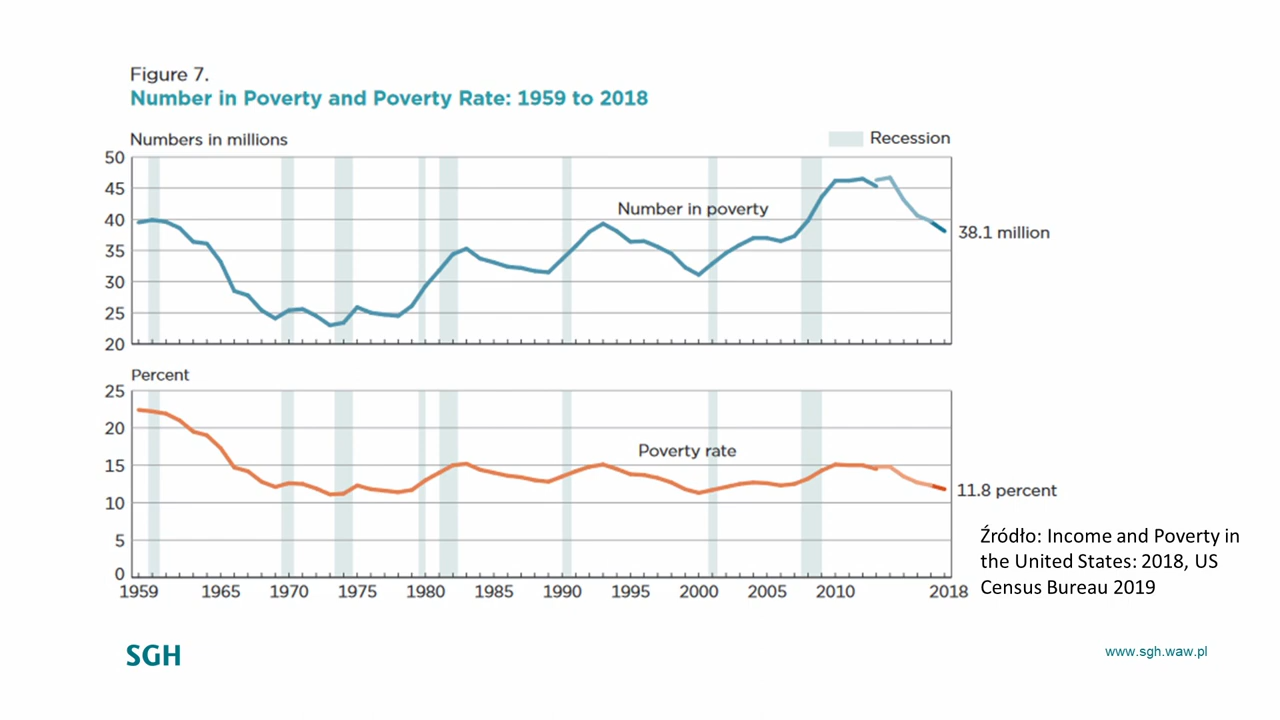 Figure 7.
Number in Poverty and Poverty Rate: 1959 to 2018
Numbers in millions
Recession
50
45
40
35
30
25
20
Number in poverty
38.1 million
Percent
25
20
15
10
5
0
Poverty rate
11.8 percent
1959 1965 1970 1975 1980 1985 1990 1995 2000 2005 2010 2018
Źródło: Income and Poverty in
the United States: 2018, US
Census Bureau 2019
SGH
www.sgh.waw.pl